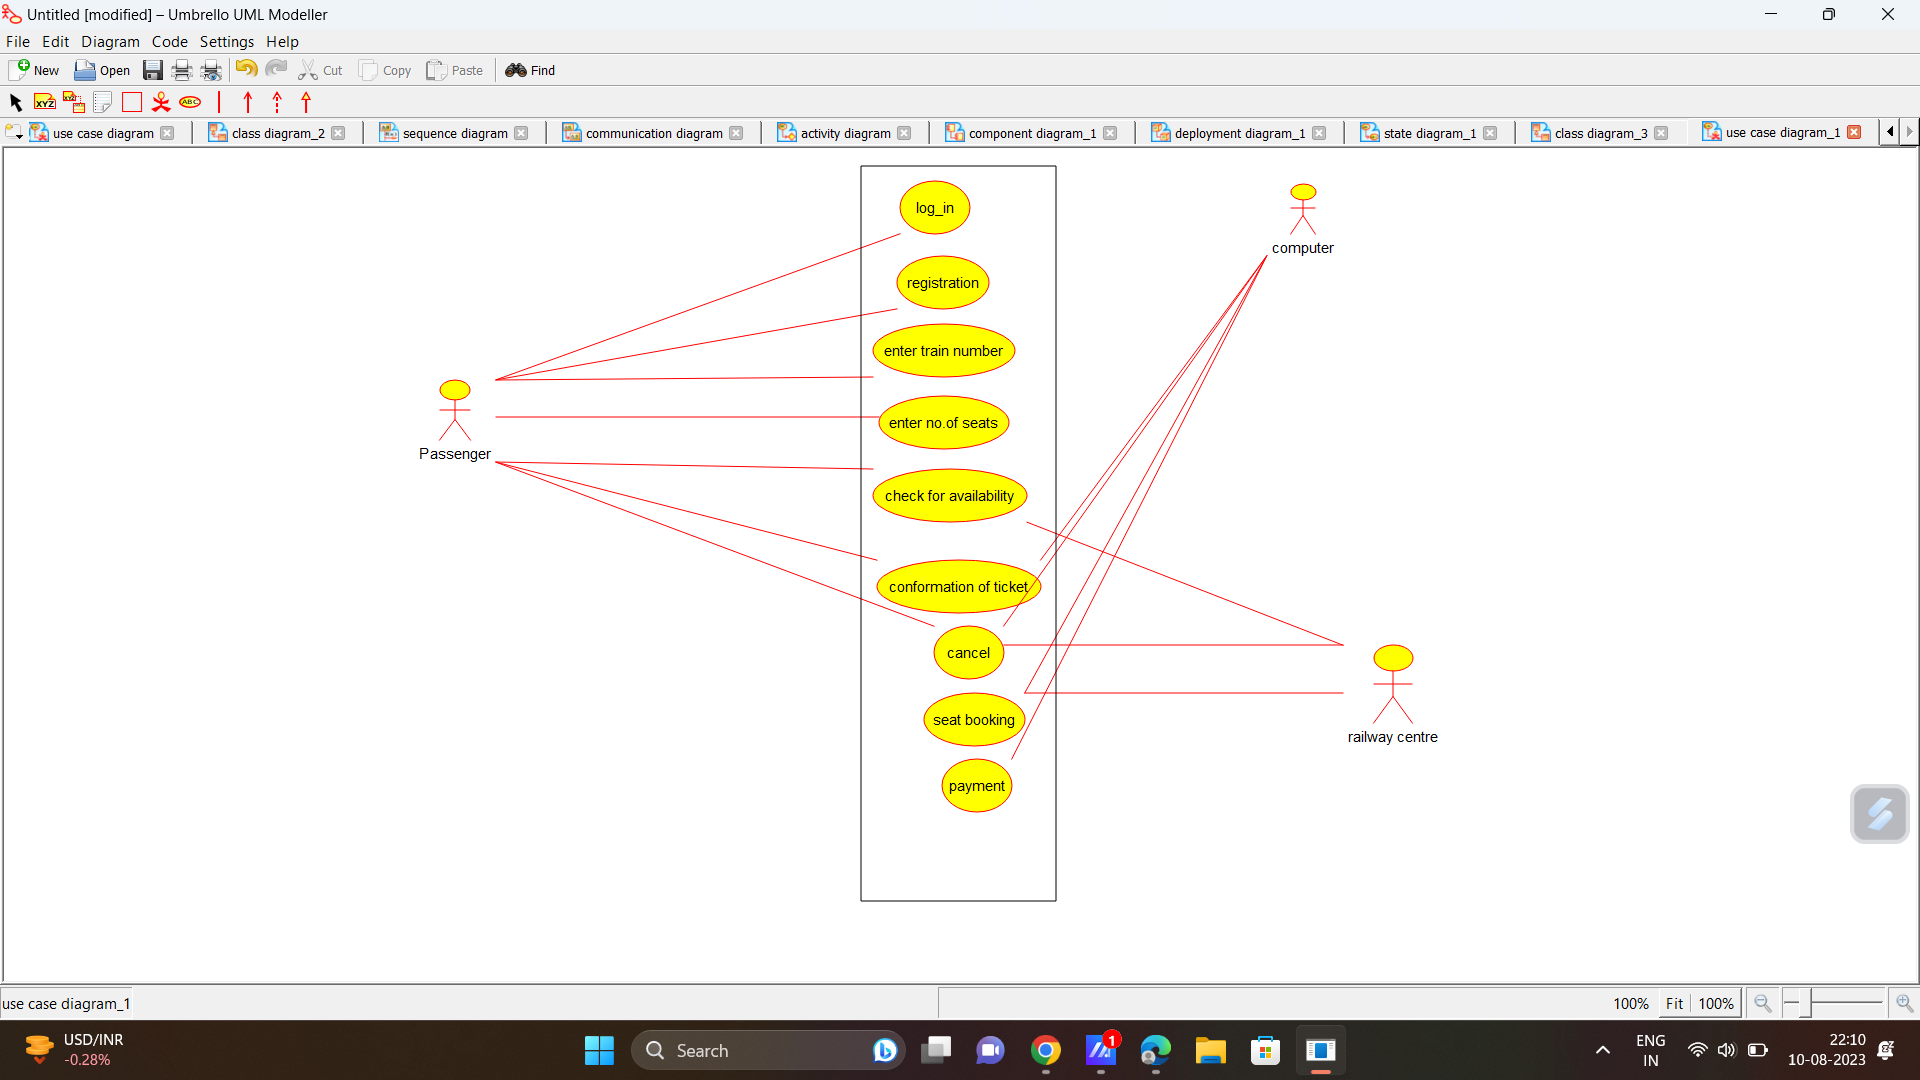 Untitled [modified] – Umbrello UML Modeller
File Edit Diagram Code Settings Help
New Open Cut Copy Paste Find
XYZ XYZ ABC
use case diagram class diagram_2 sequence diagram communication diagram activity diagram component diagram_1 deployment diagram_1 state diagram_1 class diagram_3 use case diagram_1
log_in
computer
registration
enter train number
enter no.of seats
Passenger
check for availability
conformation of ticket
cancel
seat booking
railway centre
payment
use case diagram_1 100% Fit 100%
USD/INR
-0.28%
Search
1
ENG
IN
22:10
10-08-2023